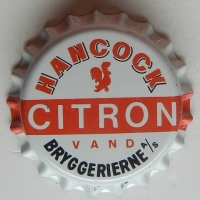 HANCOCK
CITRON
VAND
BRYGGERIERNE A/S